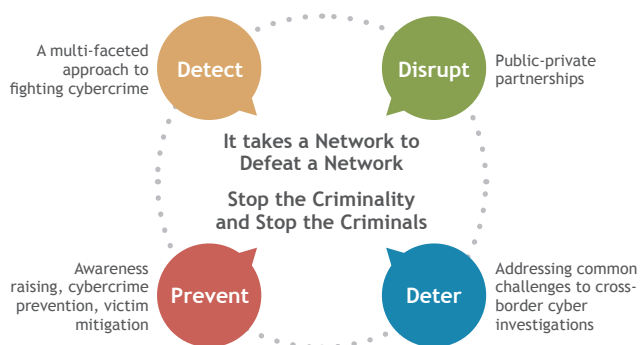 A multi-faceted
approach to
fighting cybercrime
Detect
Disrupt
Public-private
partnerships
It takes a Network to
Defeat a Network
Stop the Criminality
and Stop the Criminals
Awareness
raising, cybercrime
prevention, victim
mitigation
Prevent
Deter
Addressing common
challenges to cross-
border cyber
investigations